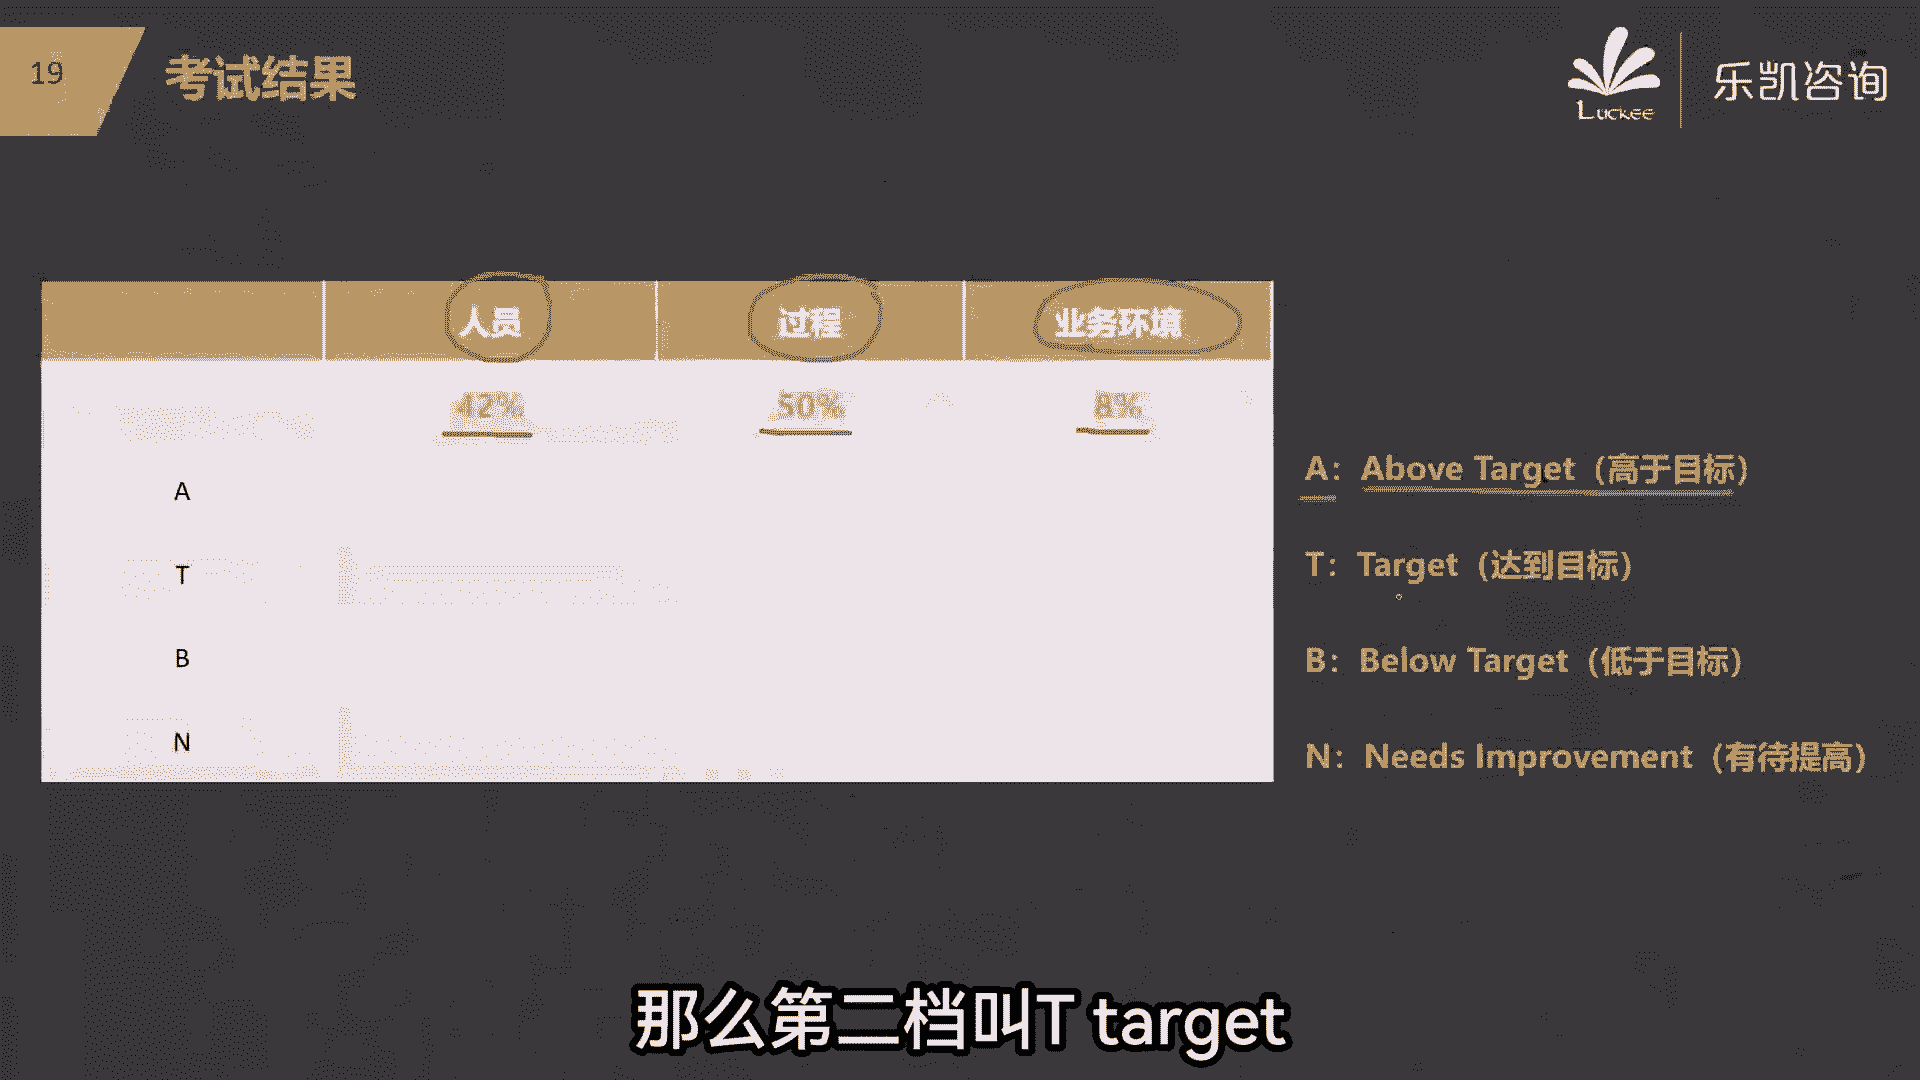 19
考试结果
Luckee
乐凯咨询
人员 过程 业务环境
42% 50% 8%
A
T
B
N
A：Above Target（高于目标）
T：Target（达到目标）
B：Below Target（低于目标）
N：Needs Improvement（有待提高）
那么第二档叫T target